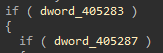 if ( dword_405283 )
{
if ( dword_405287 )